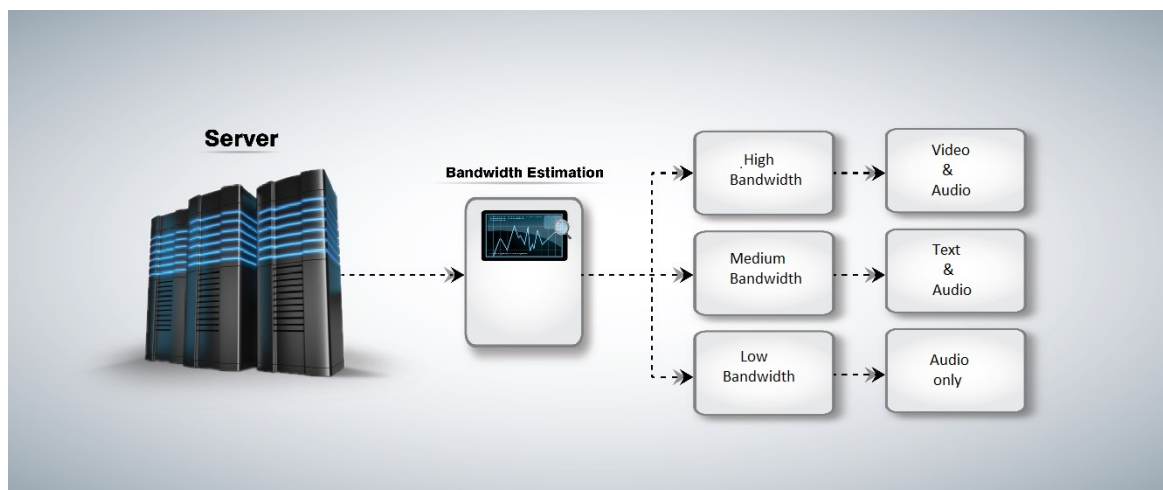 Server
Bandwidth Estimation
.High
Bandwidth
Video
&
Audio
Medium
Bandwidth
Text
&
Audio
Low
Bandwidth
Audio
only